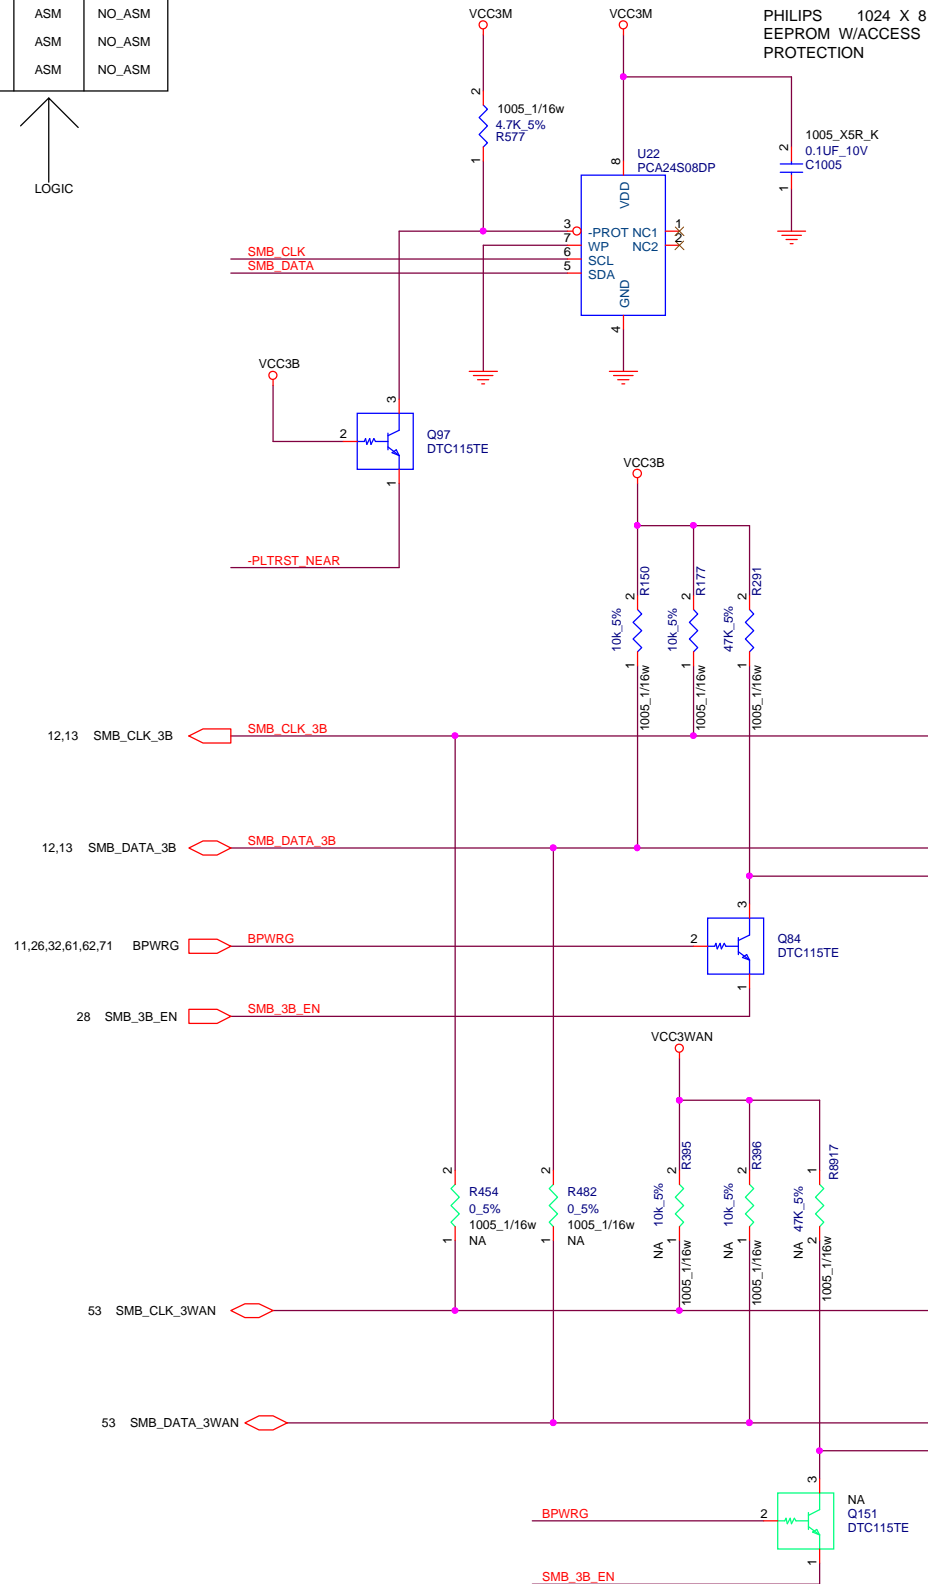 ASM NO_ASM
ASM NO_ASM
ASM NO_ASM
LOGIC
VCC3M
VCC3M
PHILIPS 1024 X 8
EEPROM W/ACCESS
PROTECTION
2
1005_1/16w
4.7K_5%
R577
1
8
U22
PCA24S08DP
VDD
2
1005_X5R_K
0.1UF_10V
C1005
1
3 -PROT NC1 1
7 WP NC2 2
SMB_CLK 6 SCL
SMB_DATA 5 SDA
GND
4
VCC3B
3
2
Q97
DTC115TE
1
-PLTRST_NEAR
VCC3B
10k_5% 1 2 R150
1005_1/16w
10k_5% 1 2 R177
1005_1/16w
47K_5% 1 2 R291
1005_1/16w
12,13 SMB_CLK_3B SMB_CLK_3B
12,13 SMB_DATA_3B SMB_DATA_3B
3
11,26,32,61,62,71 BPWRG BPWRG 2
Q84
DTC115TE
1
28 SMB_3B_EN SMB_3B_EN
VCC3WAN
2
R454
0_5%
1005_1/16w
1 NA
2
R482
0_5%
1005_1/16w
1 NA
NA 10k_5% 1 2 R395
1005_1/16w
NA 10k_5% 1 2 R396
1005_1/16w
NA 47K_5% 2 1 R8917
1005_1/16w
53 SMB_CLK_3WAN
53 SMB_DATA_3WAN
3
BPWRG 2
NA
Q151
DTC115TE
1
SMB_3B_EN